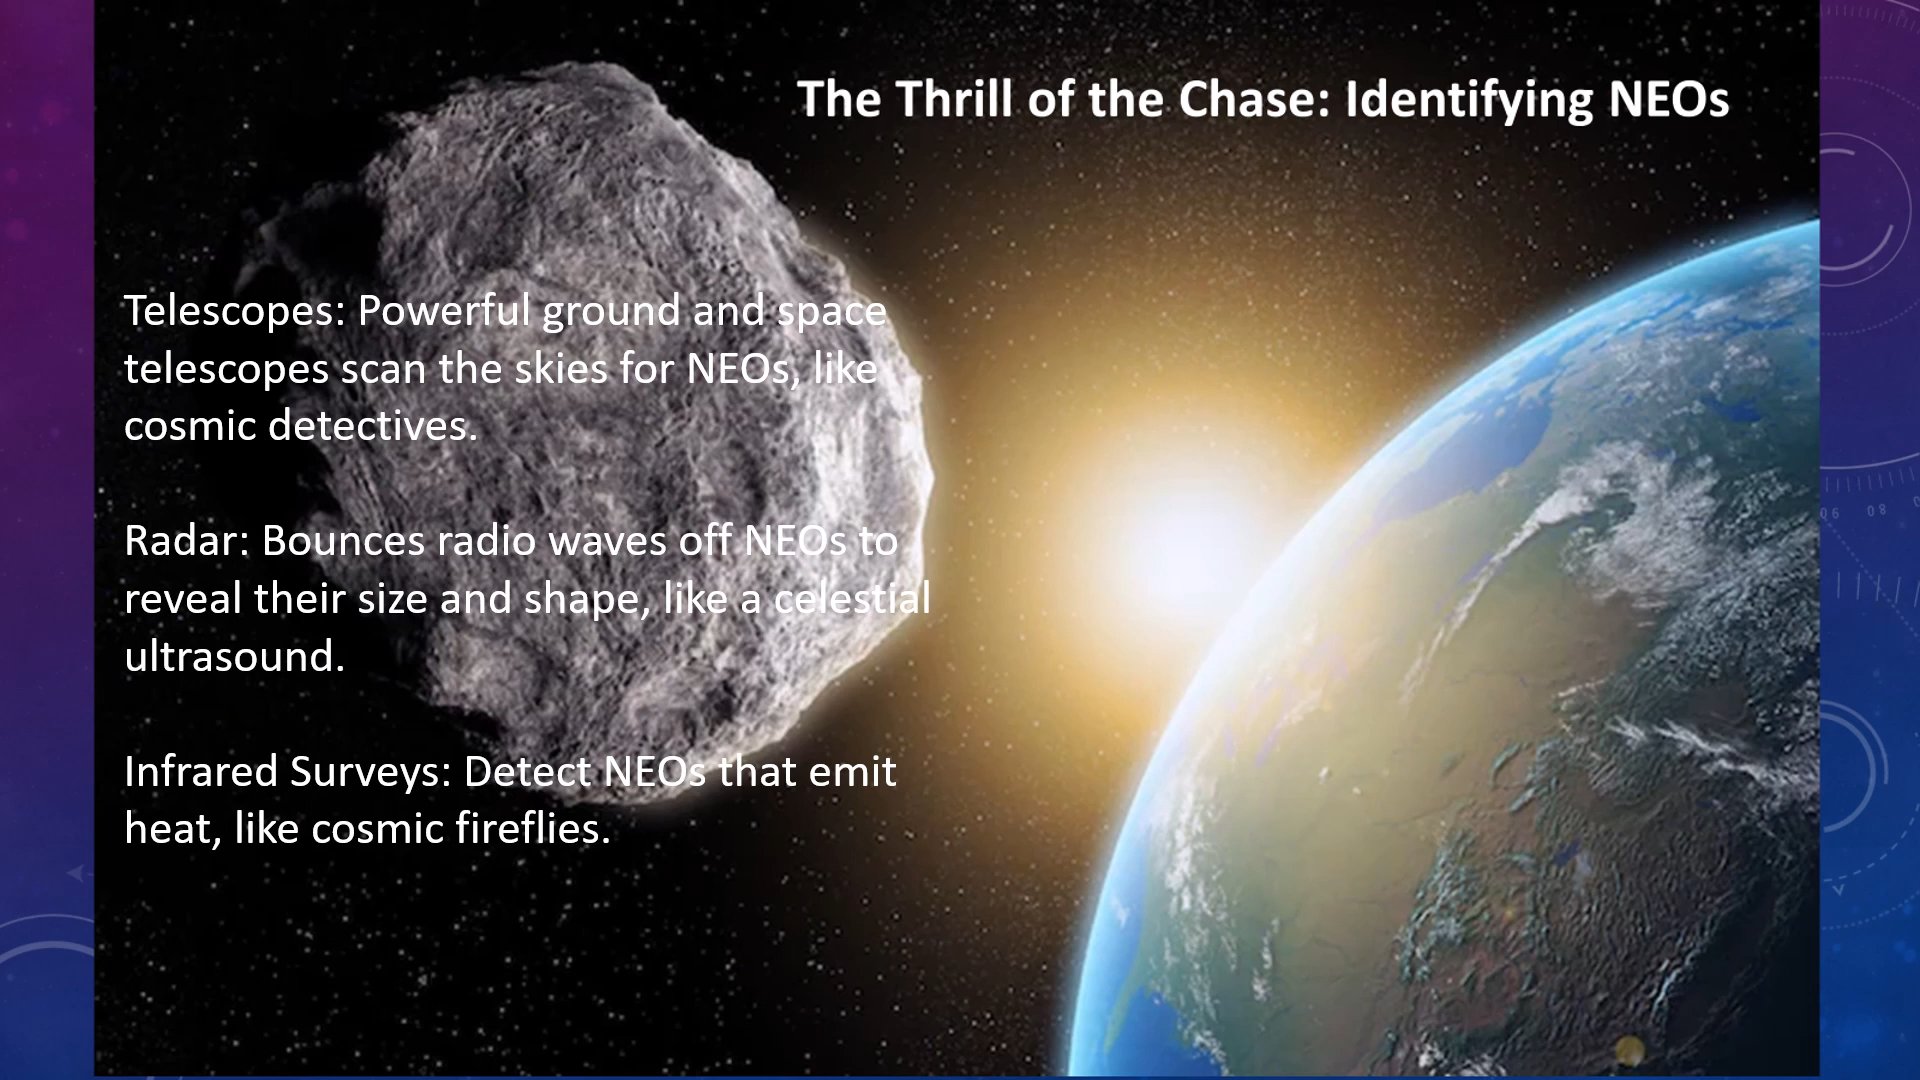 The Thrill of the Chase: Identifying NEOs
Telescopes: Powerful ground and space
telescopes scan the skies for NEOs, like
cosmic detectives.
Radar: Bounces radio waves off NEOs to
reveal their size and shape, like a celestial
ultrasound.
Infrared Surveys: Detect NEOs that emit
heat, like cosmic fireflies.